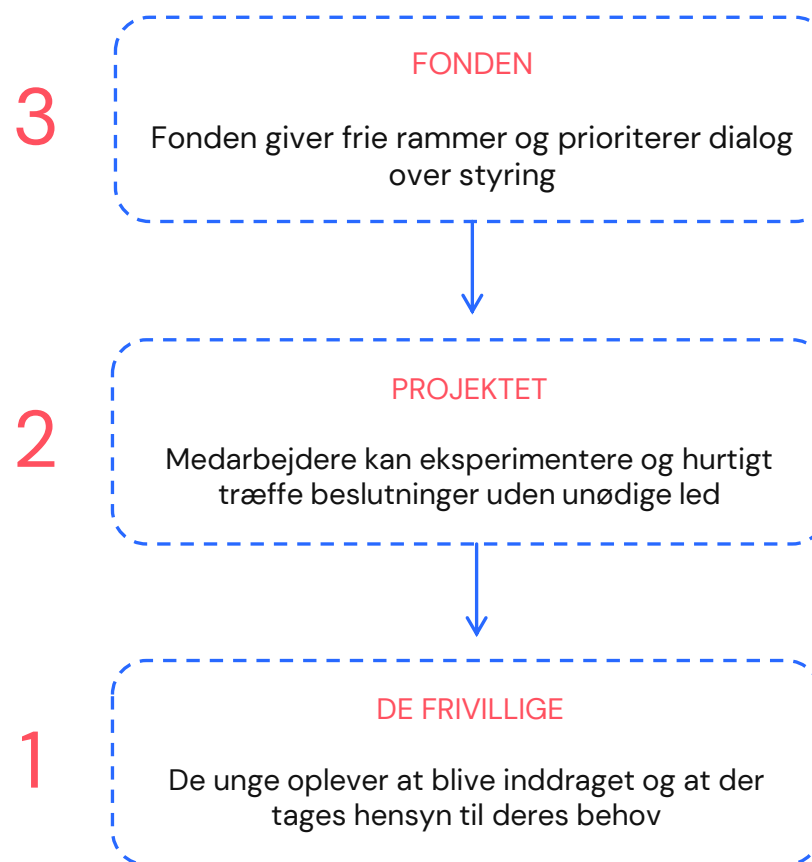 3
FONDEN
Fonden giver frie rammer og prioriterer dialog
over styring
2
PROJEKTET
Medarbejdere kan eksperimentere og hurtigt
træffe beslutninger uden unødige led
1
DE FRIVILLIGE
De unge oplever at blive inddraget og at der
tages hensyn til deres behov